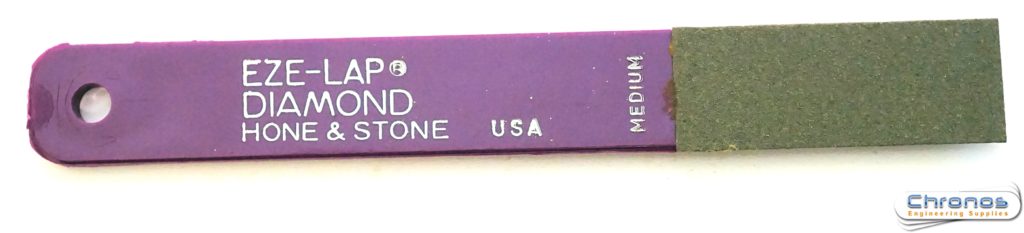 EZE-LAP®
DIAMOND
HONE & STONE USA
MEDIUM
Chronos
Engineering Supplies